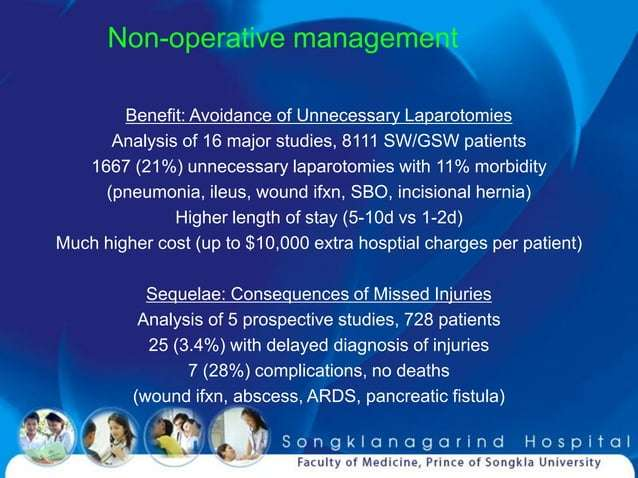 Non-operative management
Benefit: Avoidance of Unnecessary Laparotomies
Analysis of 16 major studies, 8111 SW/GSW patients
1667 (21%) unnecessary laparotomies with 11% morbidity
(pneumonia, ileus, wound ifxn, SBO, incisional hernia)
Higher length of stay (5-10d vs 1-2d)
Much higher cost (up to $10,000 extra hosptial charges per patient)
Sequelae: Consequences of Missed Injuries
Analysis of 5 prospective studies, 728 patients
25 (3.4%) with delayed diagnosis of injuries
7 (28%) complications, no deaths
(wound ifxn, abscess, ARDS, pancreatic fistula)
Songklanagarind Hospital
Faculty of Medicine, Prince of Songkla University